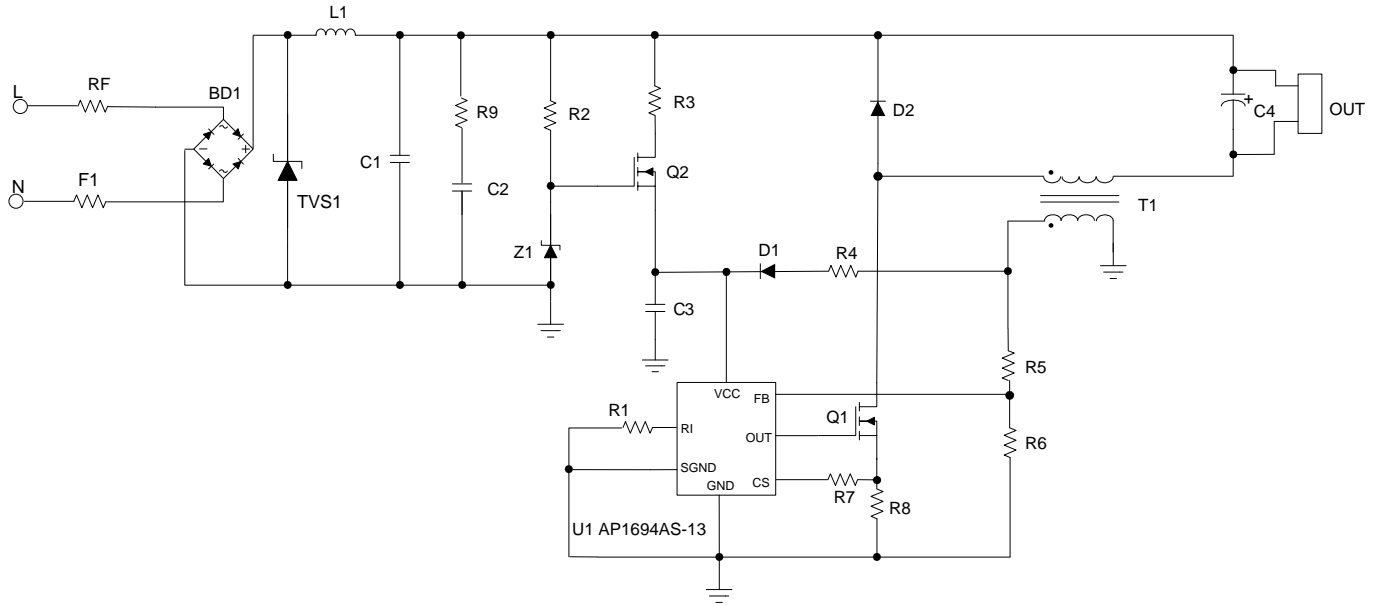 L1
L
RF
BD1
~
-
+
~
N
F1
TVS1
C1
R9
C2
R2
Z1
R3
Q2
D2
+
C4
OUT
T1
D1
R4
C3
R5
R6
R1
VCC
FB
RI
OUT
SGND
CS
GND
Q1
R7
R8
U1 AP1694AS-13